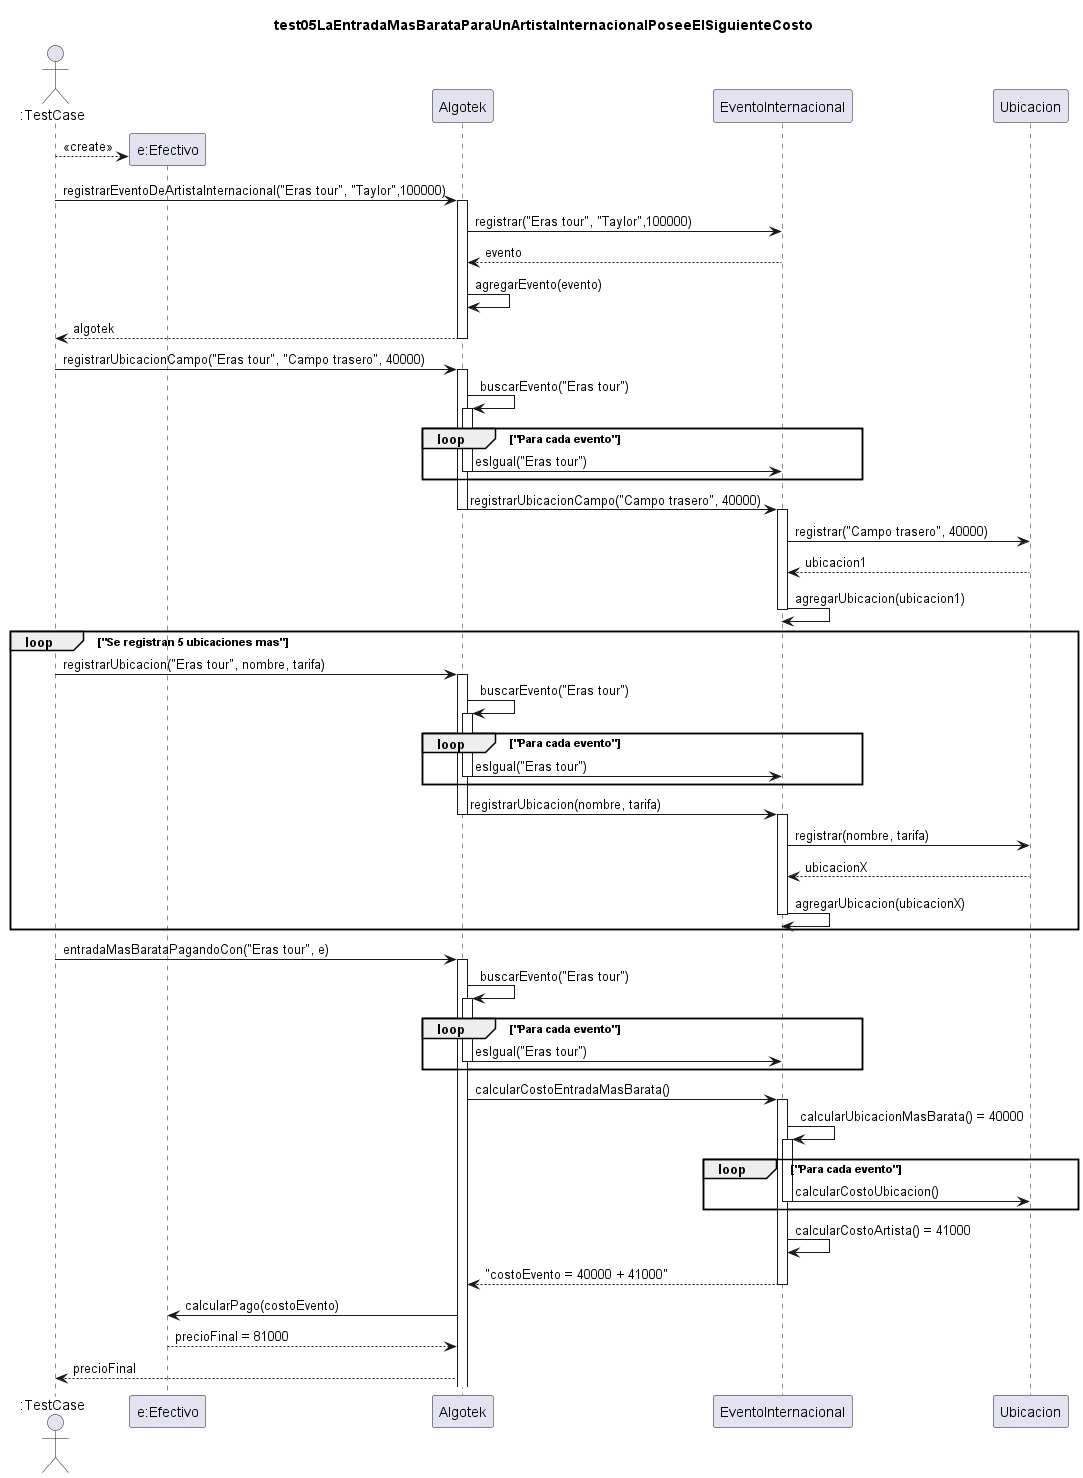 test05LaEntradaMasBarataParaUnArtistaInternacionalPoseeElSiguienteCosto
:TestCase
Algotek
EventoInternacional
Ubicacion
«create»
e:Efectivo
registrarEventoDeArtistaInternacional("Eras tour", "Taylor",100000)
registrar("Eras tour", "Taylor",100000)
evento
agregarEvento(evento)
algotek
registrarUbicacionCampo("Eras tour", "Campo trasero", 40000)
buscarEvento("Eras tour")
loop ["Para cada evento"]
esIgual("Eras tour")
registrarUbicacionCampo("Campo trasero", 40000)
registrar("Campo trasero", 40000)
ubicacion1
agregarUbicacion(ubicacion1)
loop ["Se registran 5 ubicaciones mas"]
registrarUbicacion("Eras tour", nombre, tarifa)
buscarEvento("Eras tour")
loop ["Para cada evento"]
esIgual("Eras tour")
registrarUbicacion(nombre, tarifa)
registrar(nombre, tarifa)
ubicacionX
agregarUbicacion(ubicacionX)
entradaMasBarataPagandoCon("Eras tour", e)
buscarEvento("Eras tour")
loop ["Para cada evento"]
esIgual("Eras tour")
calcularCostoEntradaMasBarata()
calcularUbicacionMasBarata() = 40000
loop ["Para cada evento"]
calcularCostoUbicacion()
calcularCostoArtista() = 41000
"costoEvento = 40000 + 41000"
calcularPago(costoEvento)
precioFinal = 81000
precioFinal
:TestCase
e:Efectivo
Algotek
EventoInternacional
Ubicacion